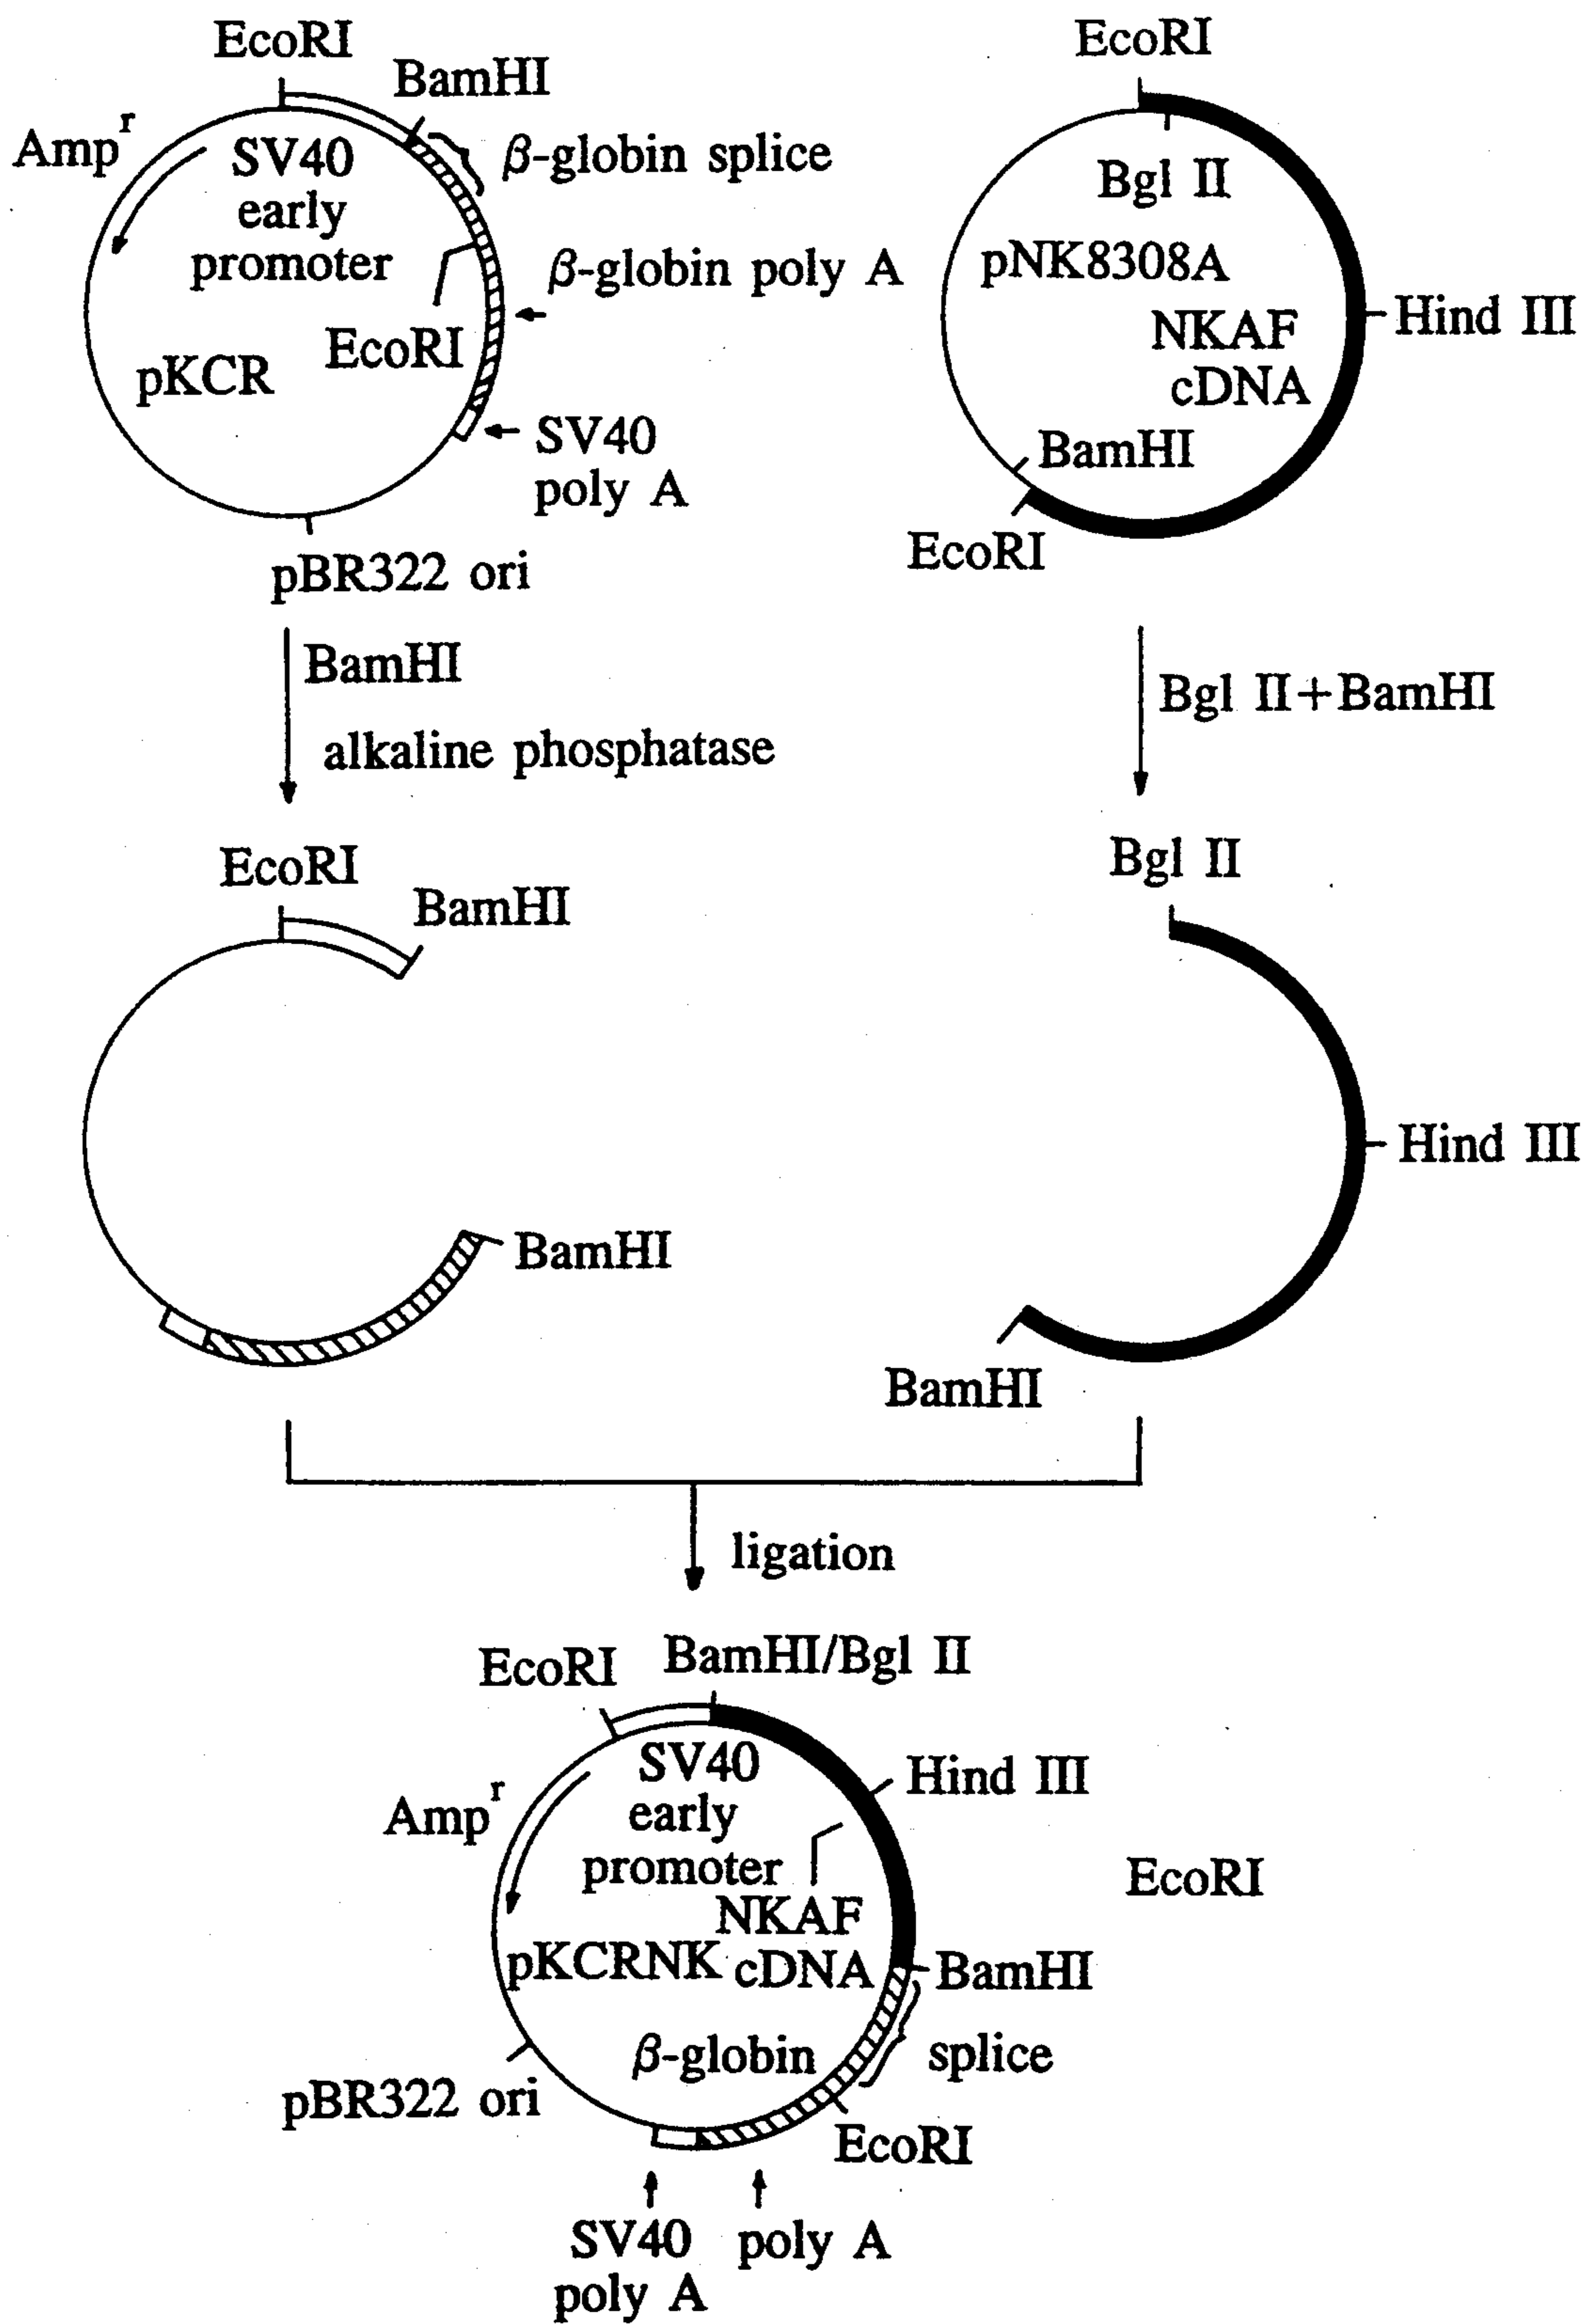 EcoRI
BamHI
Amp^r
SV40
early
promoter
β-globin splice
β-globin poly A
EcoRI
pKCR
SV40
poly A
pBR322 ori
EcoRI
Bgl II
pNK8308A
Hind III
NKAF
cDNA
BamHI
EcoRI
BamHI
alkaline phosphatase
Bgl II+BamHI
EcoRI
BamHI
BamHI
Bgl II
Hind III
BamHI
ligation
EcoRI
BamHI/Bgl II
Amp^r
SV40
early
promoter
Hind III
EcoRI
NKAF
cDNA
pKCRNK
BamHI
β-globin
splice
pBR322 ori
EcoRI
SV40
poly A
poly A